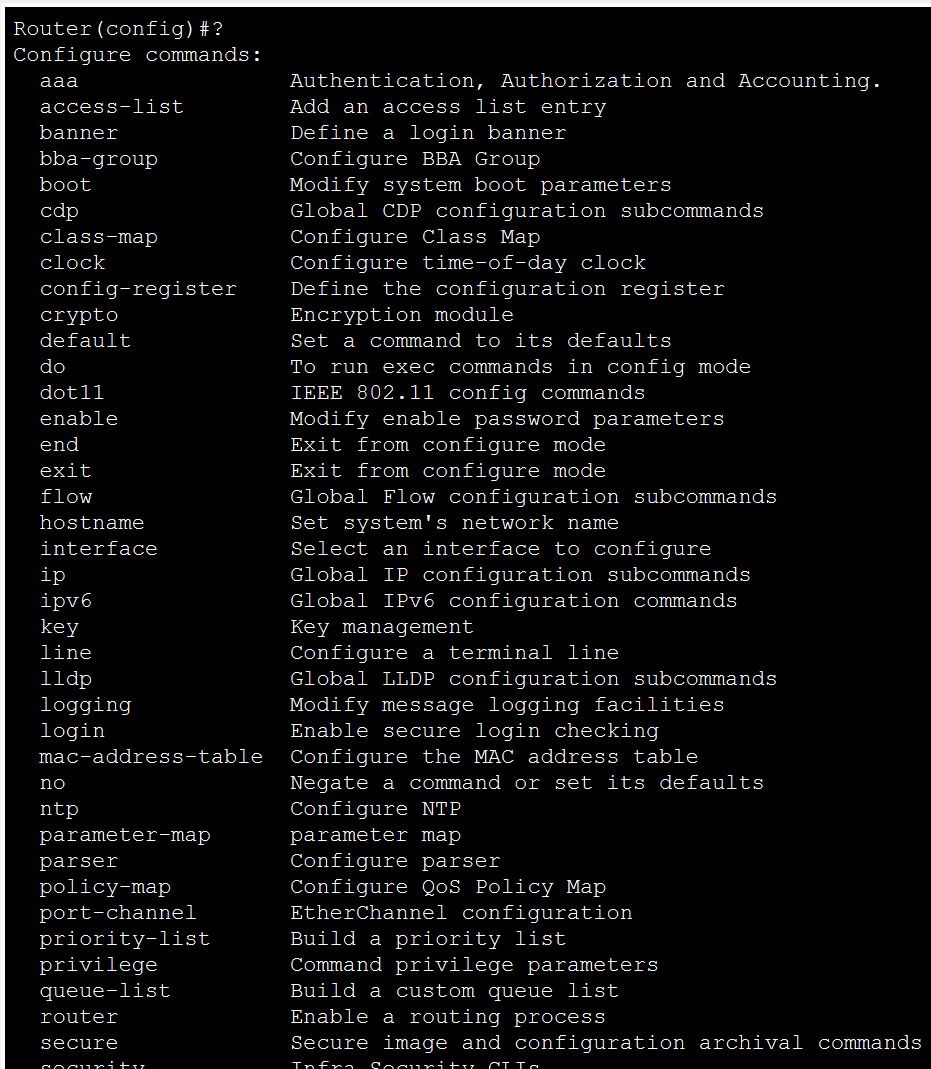 Router(config)#?
Configure commands:
  aaa                Authentication, Authorization and Accounting.
  access-list        Add an access list entry
  banner             Define a login banner
  bba-group          Configure BBA Group
  boot               Modify system boot parameters
  cdp                Global CDP configuration subcommands
  class-map          Configure Class Map
  clock              Configure time-of-day clock
  config-register    Define the configuration register
  crypto             Encryption module
  default            Set a command to its defaults
  do                 To run exec commands in config mode
  dot11              IEEE 802.11 config commands
  enable             Modify enable password parameters
  end                Exit from configure mode
  exit               Exit from configure mode
  flow               Global Flow configuration subcommands
  hostname           Set system's network name
  interface          Select an interface to configure
  ip                 Global IP configuration subcommands
  ipv6               Global IPv6 configuration commands
  key                Key management
  line               Configure a terminal line
  lldp               Global LLDP configuration subcommands
  logging            Modify message logging facilities
  login              Enable secure login checking
  mac-address-table  Configure the MAC address table
  no                 Negate a command or set its defaults
  ntp                Configure NTP
  parameter-map      parameter map
  parser             Configure parser
  policy-map         Configure QoS Policy Map
  port-channel       EtherChannel configuration
  priority-list      Build a priority list
  privilege          Command privilege parameters
  queue-list         Build a custom queue list
  router             Enable a routing process
  secure             Secure image and configuration archival commands
  security           Infra Security CLIs